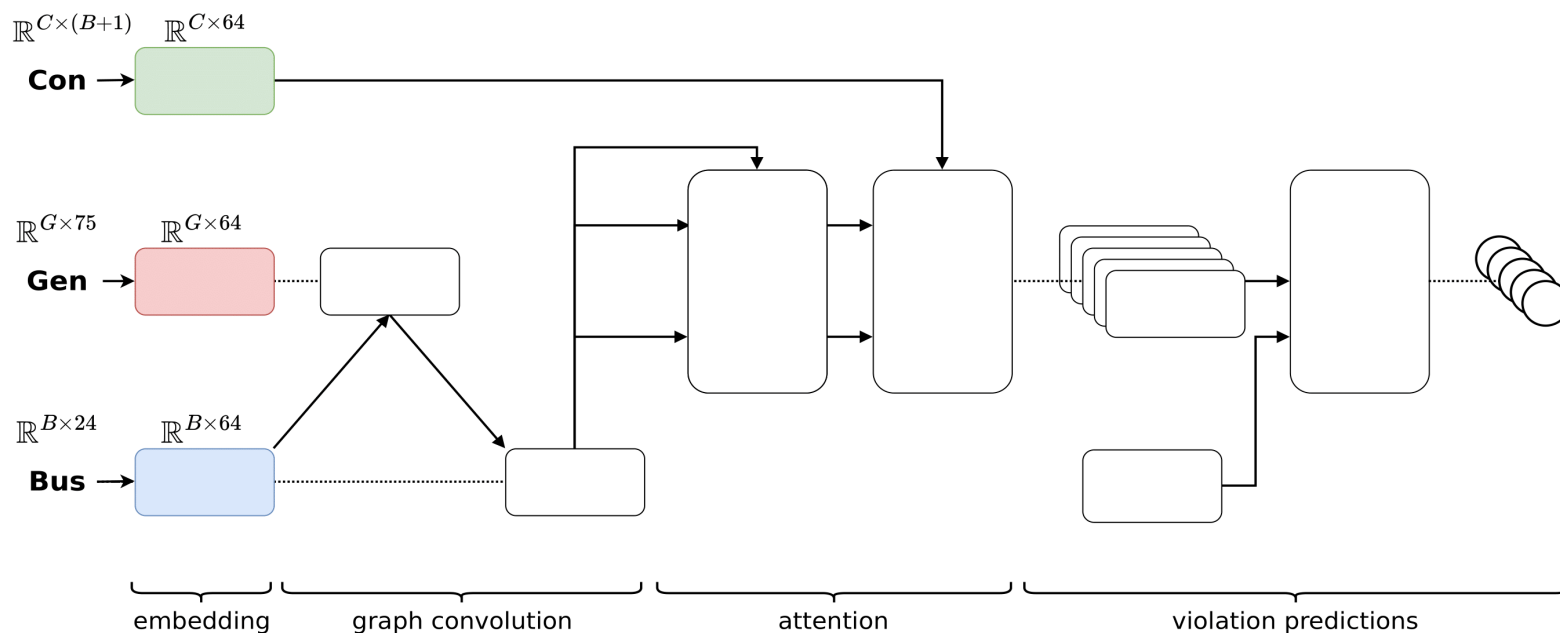 ℝ^{C×(B+1)} ℝ^{C×64}
Con
ℝ^{G×75} ℝ^{G×64}
Gen
ℝ^{B×24} ℝ^{B×64}
Bus
embedding graph convolution attention violation predictions